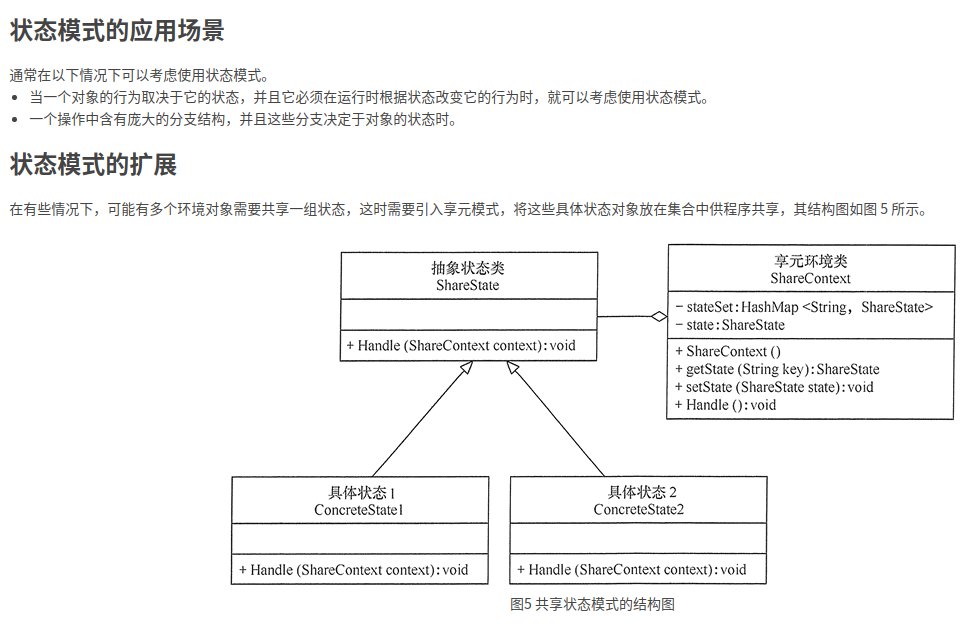 状态模式的应用场景
通常在以下情况下可以考虑使用状态模式。
• 当一个对象的行为取决于它的状态，并且它必须在运行时根据状态改变它的行为时，就可以考虑使用状态模式。
• 一个操作中含有庞大的分支结构，并且这些分支决定于对象的状态时。
状态模式的扩展
在有些情况下，可能有多个环境对象需要共享一组状态，这时需要引入享元模式，将这些具体状态对象放在集合中供程序共享，其结构图如图 5 所示。
抽象状态类
ShareState
+ Handle (ShareContext context):void
享元环境类
ShareContext
- stateSet:HashMap <String, ShareState>
- state:ShareState
+ ShareContext ()
+ getState (String key):ShareState
+ setState (ShareState state):void
+ Handle ():void
具体状态 1
ConcreteState1
+ Handle (ShareContext context):void
具体状态 2
ConcreteState2
+ Handle (ShareContext context):void
图5 共享状态模式的结构图